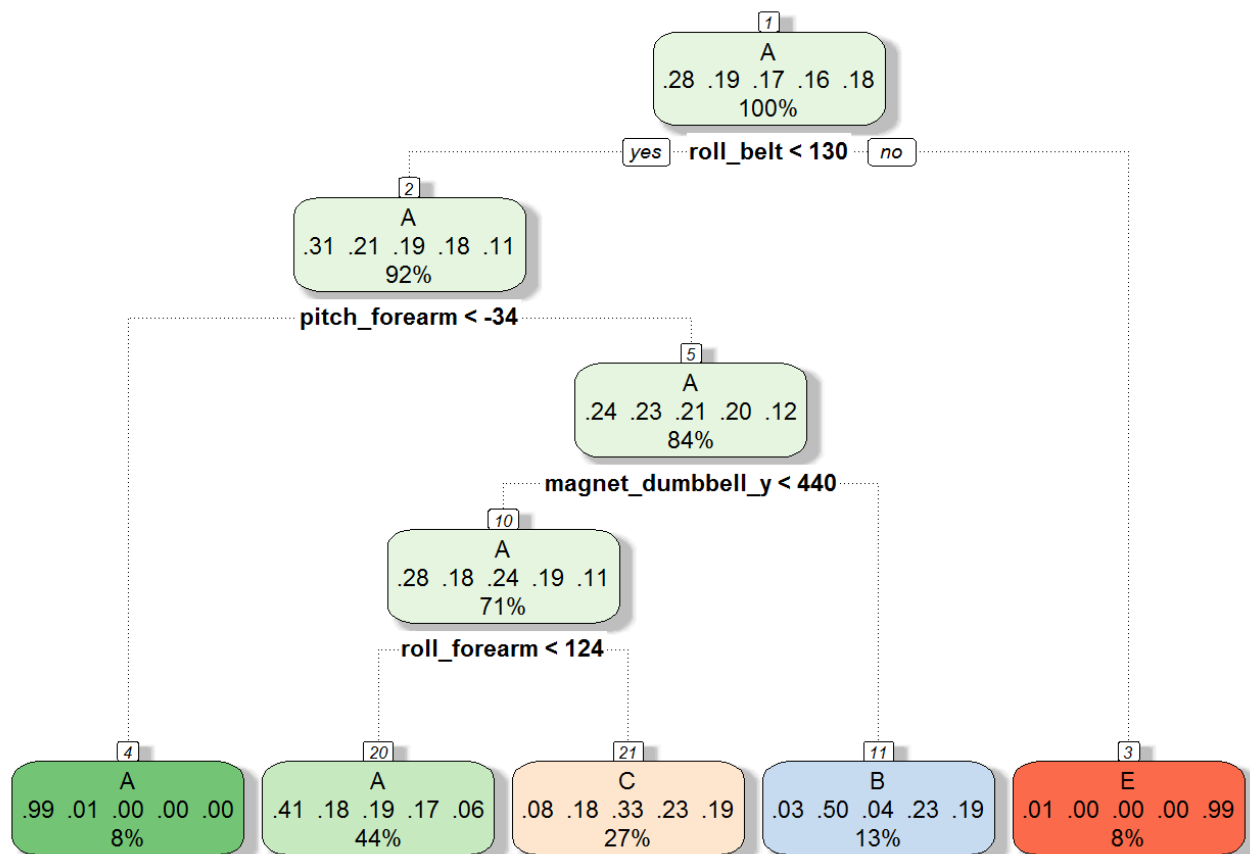 1
A
.28 .19 .17 .16 .18
100%
yes roll_belt < 130 no
2
A
.31 .21 .19 .18 .11
92%
pitch_forearm < -34
5
A
.24 .23 .21 .20 .12
84%
magnet_dumbbell_y < 440
10
A
.28 .18 .24 .19 .11
71%
roll_forearm < 124
4
A
.99 .01 .00 .00 .00
8%
20
A
.41 .18 .19 .17 .06
44%
21
C
.08 .18 .33 .23 .19
27%
11
B
.03 .50 .04 .23 .19
13%
3
E
.01 .00 .00 .00 .99
8%